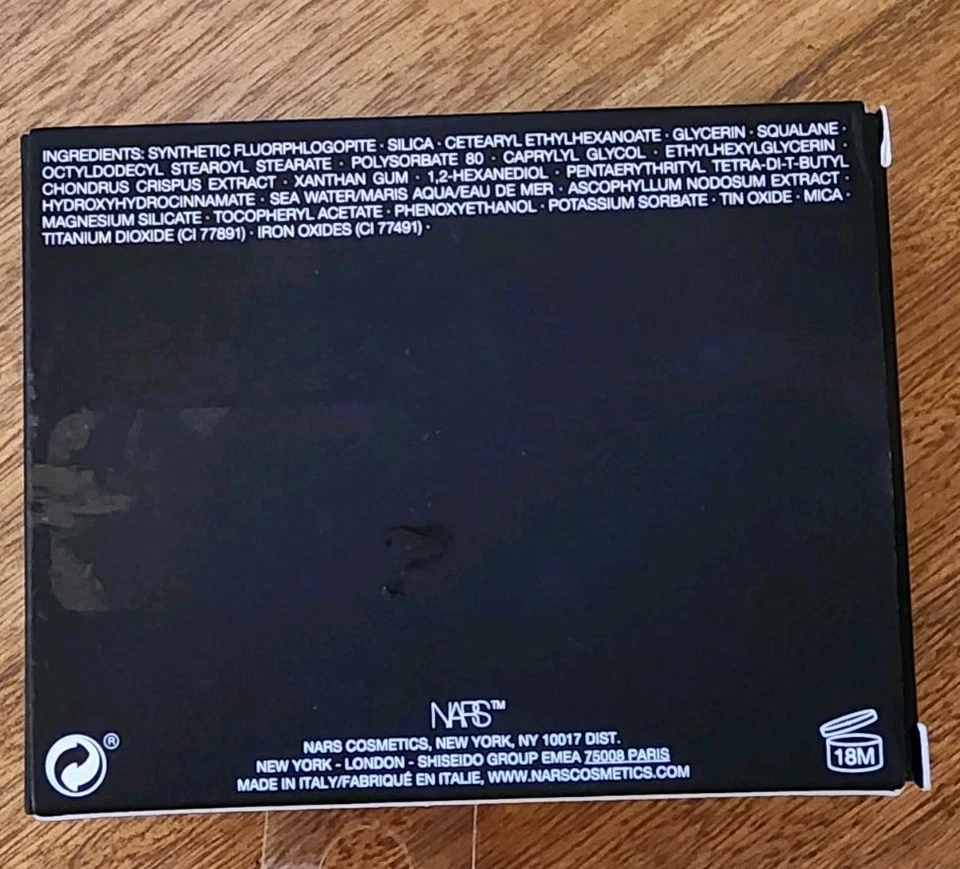 INGREDIENTS: SYNTHETIC FLUORPHLOGOPITE · SILICA · CETEARYL ETHYLHEXANOATE · GLYCERIN · SQUALANE ·
OCTYLDODECYL STEAROYL STEARATE · POLYSORBATE 80 · CAPRYLYL GLYCOL · ETHYLHEXYLGLYCERIN ·
CHONDRUS CRISPUS EXTRACT · XANTHAN GUM · 1,2-HEXANEDIOL · PENTAERYTHRITYL TETRA-DI-T-BUTYL
HYDROXYHYDROCINNAMATE · SEA WATER/MARIS AQUA/EAU DE MER · ASCOPHYLLUM NODOSUM EXTRACT ·
MAGNESIUM SILICATE · TOCOPHERYL ACETATE · PHENOXYETHANOL · POTASSIUM SORBATE · TIN OXIDE · MICA ·
TITANIUM DIOXIDE (CI 77891) · IRON OXIDES (CI 77491) ·
NARS™
NARS COSMETICS, NEW YORK, NY 10017 DIST.
NEW YORK - LONDON - SHISEIDO GROUP EMEA 75008 PARIS
MADE IN ITALY/FABRIQUÉ EN ITALIE, WWW.NARSCOSMETICS.COM
®
18M